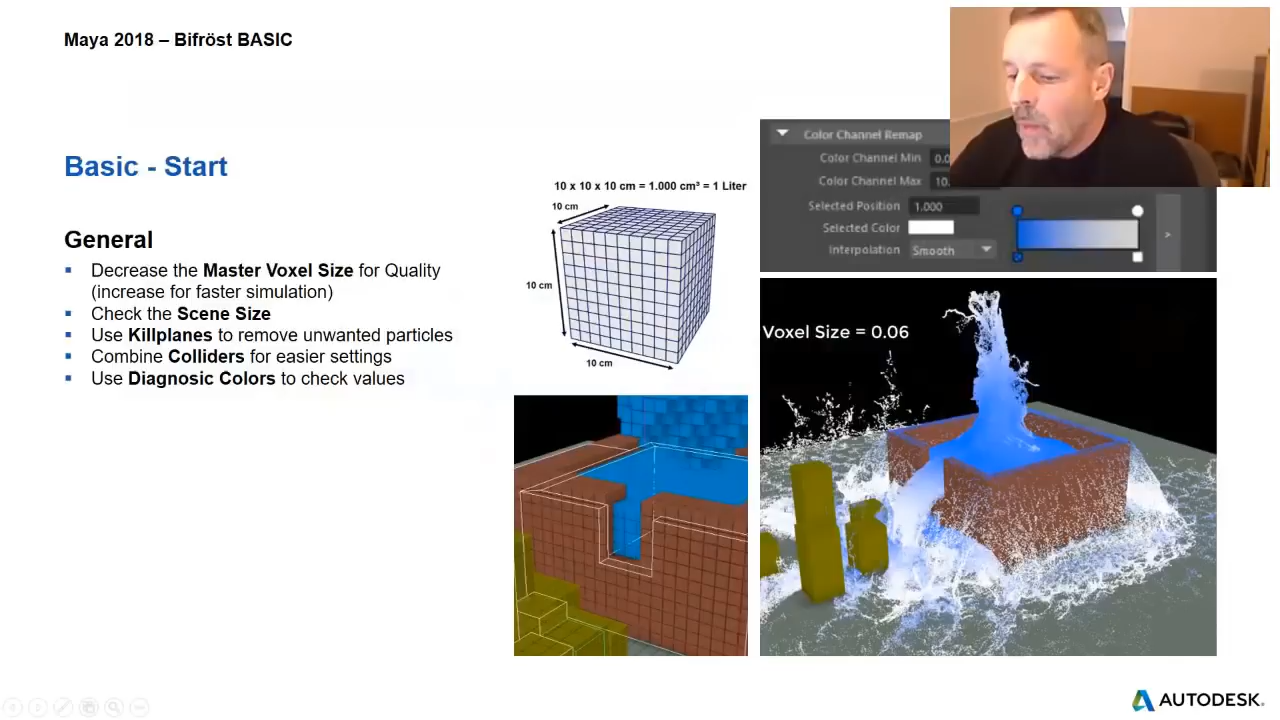 Maya 2018 – Bifröst BASIC
Basic - Start
General
▪ Decrease the Master Voxel Size for Quality
(increase for faster simulation)
▪ Check the Scene Size
▪ Use Killplanes to remove unwanted particles
▪ Combine Colliders for easier settings
▪ Use Diagnosic Colors to check values
10 x 10 x 10 cm = 1.000 cm³ = 1 Liter
10 cm
10 cm
10 cm
Color Channel Remap
Color Channel Min 0.0
Color Channel Max 10.
Selected Position 1.000
Selected Color
Interpolation Smooth
>
Voxel Size = 0.06
AUTODESK.